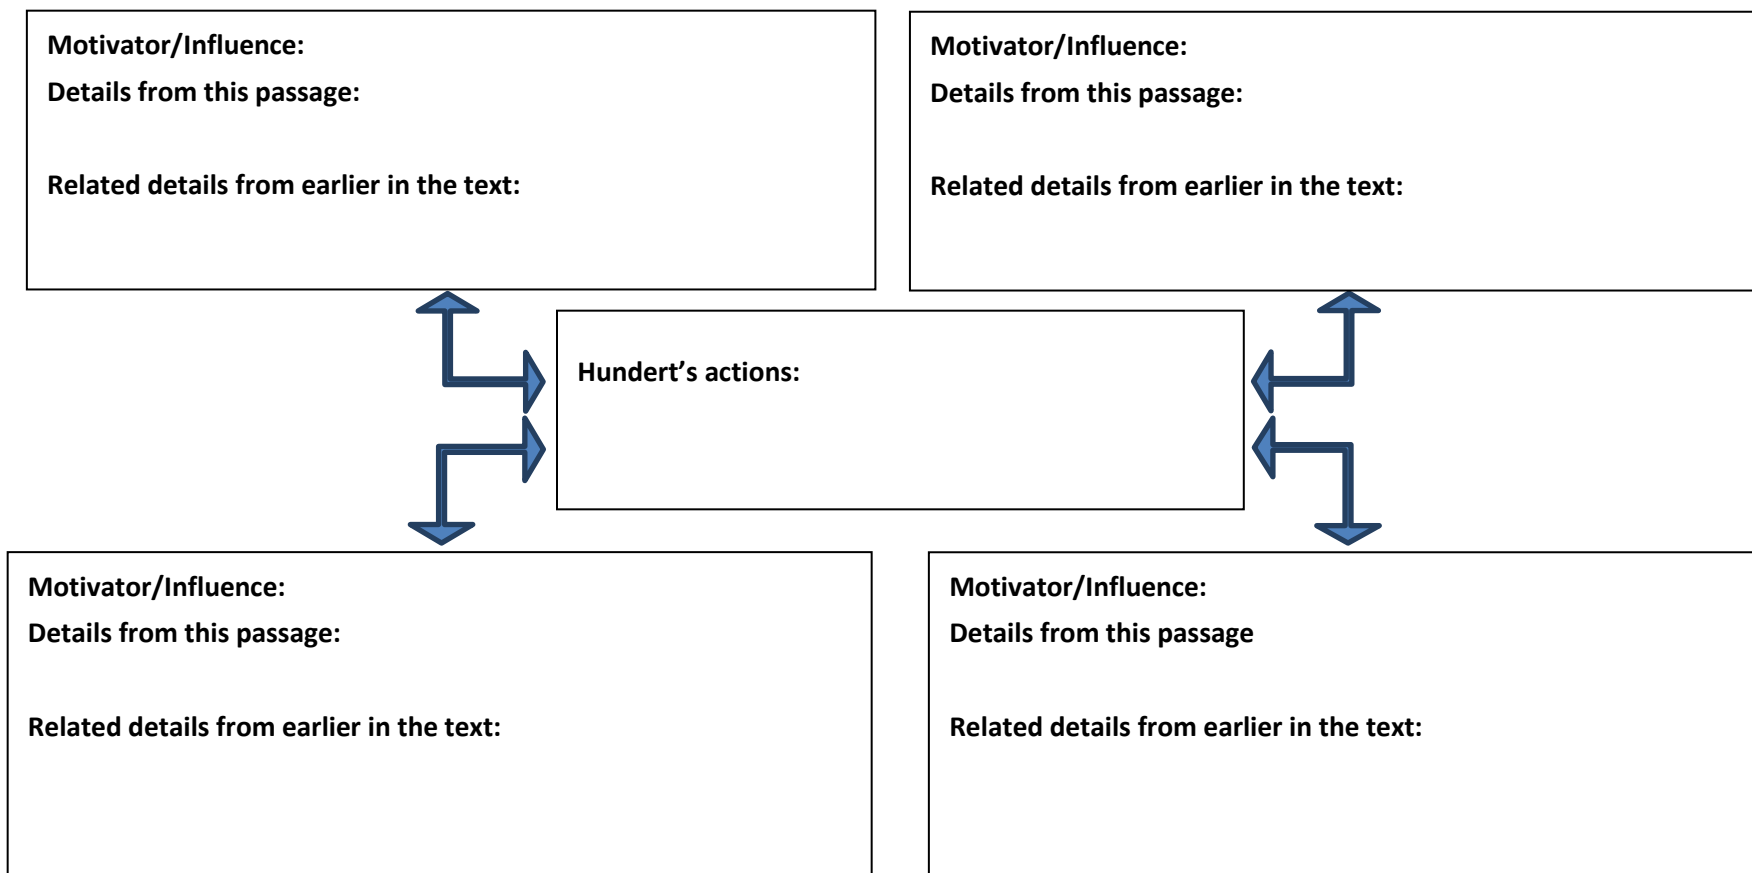 Motivator/Influence:
Details from this passage:
Related details from earlier in the text:
Motivator/Influence:
Details from this passage:
Related details from earlier in the text:
Hundert’s actions:
Motivator/Influence:
Details from this passage:
Related details from earlier in the text:
Motivator/Influence:
Details from this passage
Related details from earlier in the text: